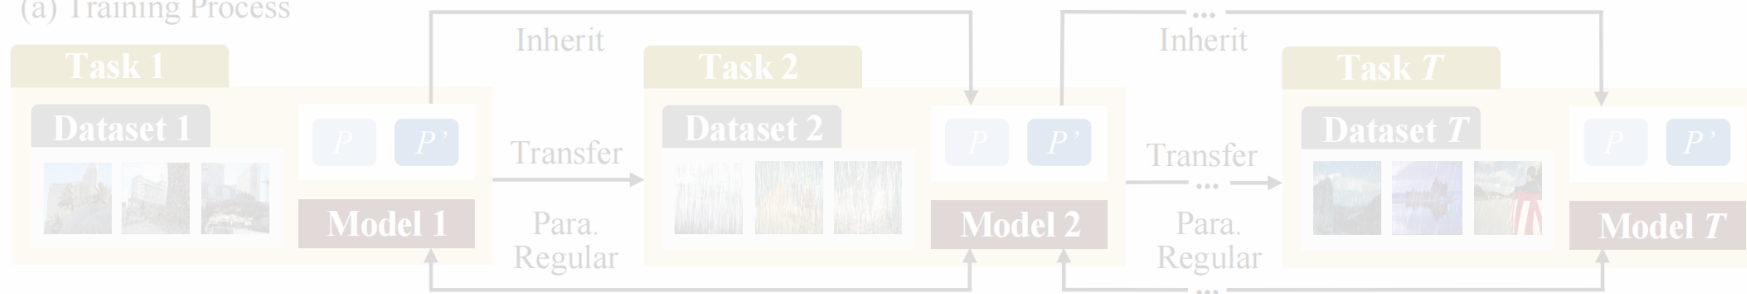 (a) Training Process
Inherit
...
Inherit
Task 1
Task 2
Task T
Dataset 1
P
P'
Dataset 2
P
P'
Dataset T
P
P'
Transfer
Transfer
...
Model 1
Para.
Regular
Model 2
Para.
Regular
Model T
...